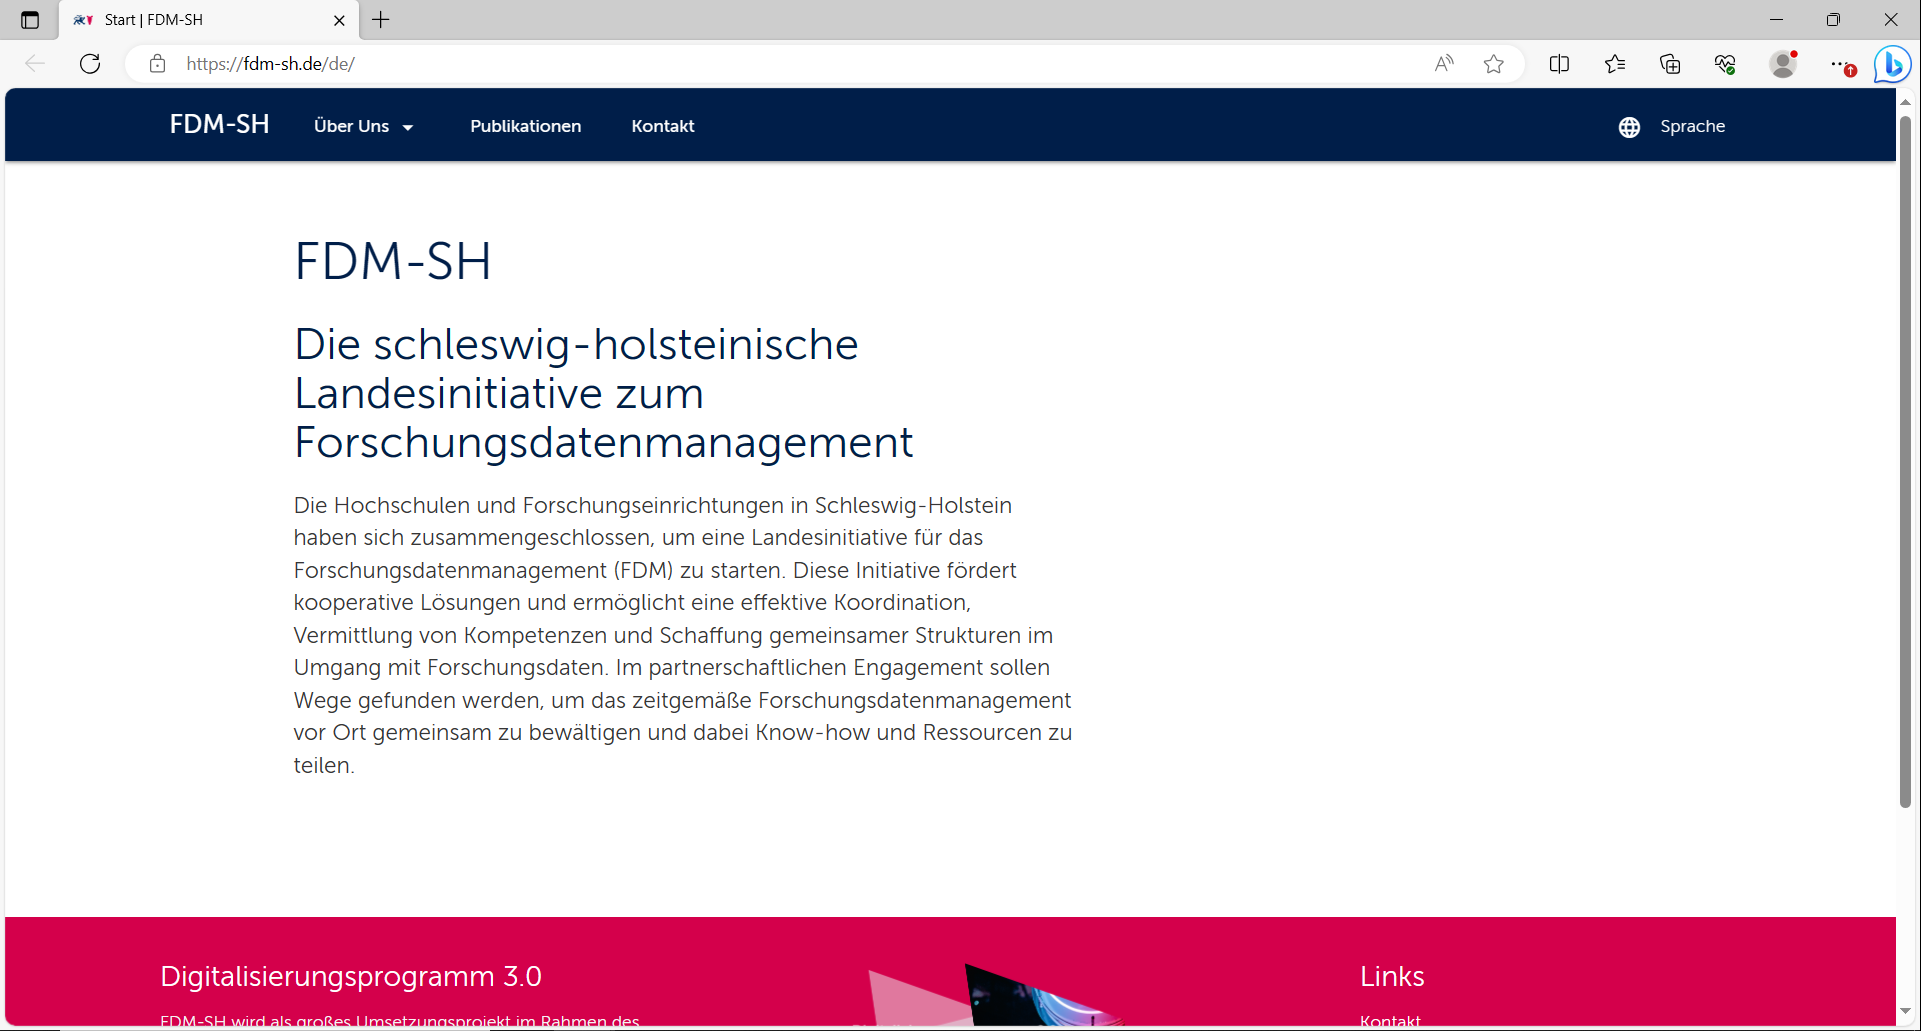 Start | FDM-SH
https://fdm-sh.de/de/
FDM-SH Über Uns Publikationen Kontakt Sprache
FDM-SH
Die schleswig-holsteinische
Landesinitiative zum
Forschungsdatenmanagement
Die Hochschulen und Forschungseinrichtungen in Schleswig-Holstein
haben sich zusammengeschlossen, um eine Landesinitiative für das
Forschungsdatenmanagement (FDM) zu starten. Diese Initiative fördert
kooperative Lösungen und ermöglicht eine effektive Koordination,
Vermittlung von Kompetenzen und Schaffung gemeinsamer Strukturen im
Umgang mit Forschungsdaten. Im partnerschaftlichen Engagement sollen
Wege gefunden werden, um das zeitgemäße Forschungsdatenmanagement
vor Ort gemeinsam zu bewältigen und dabei Know-how und Ressourcen zu
teilen.
Digitalisierungsprogramm 3.0
FDM-SH wird als großes Umsetzungsprojekt im Rahmen des
Links
Kontakt